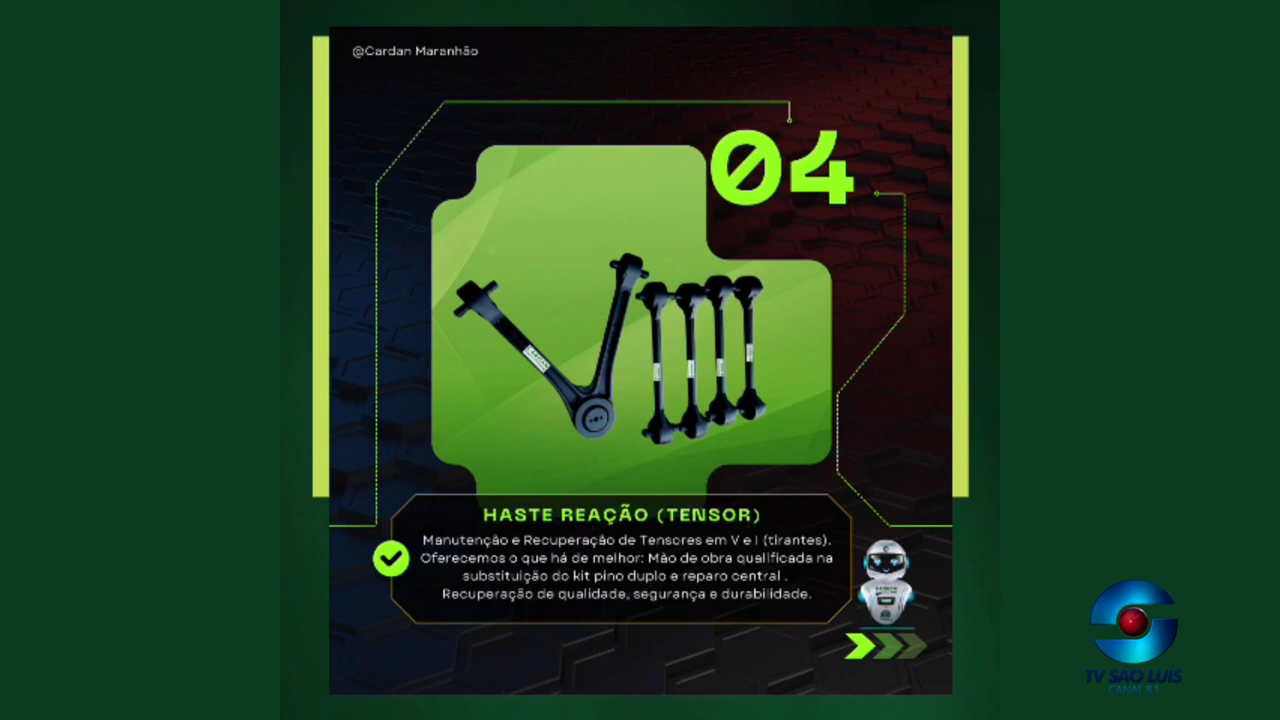 @Cardan Maranhão
04
HASTE REAÇÃO (TENSOR)
Manutenção e Recuperação de Tensores em V e I (tirantes).
Oferecemos o que há de melhor: Mão de obra qualificada na
substituição do kit pino duplo e reparo central .
Recuperação de qualidade, segurança e durabilidade.
TV SÃO LUÍS
CANAL 8.1